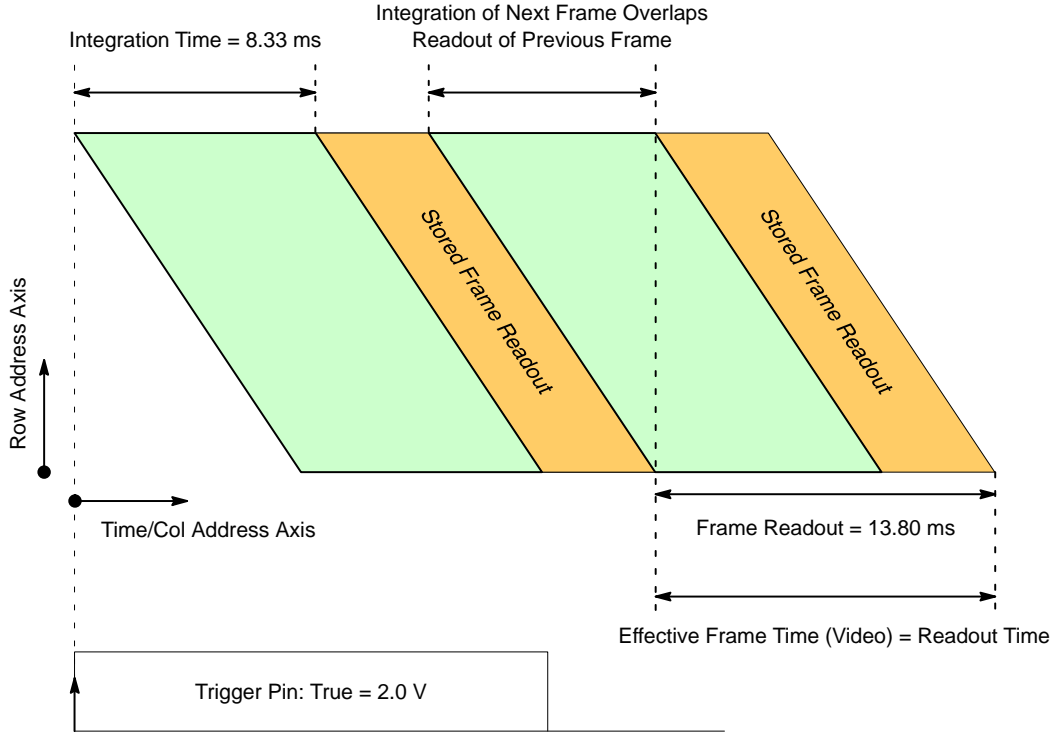 Integration of Next Frame Overlaps
Readout of Previous Frame
Integration Time = 8.33 ms
Stored Frame Readout
Stored Frame Readout
Row Address Axis
Time/Col Address Axis
Frame Readout = 13.80 ms
Effective Frame Time (Video) = Readout Time
Trigger Pin: True = 2.0 V